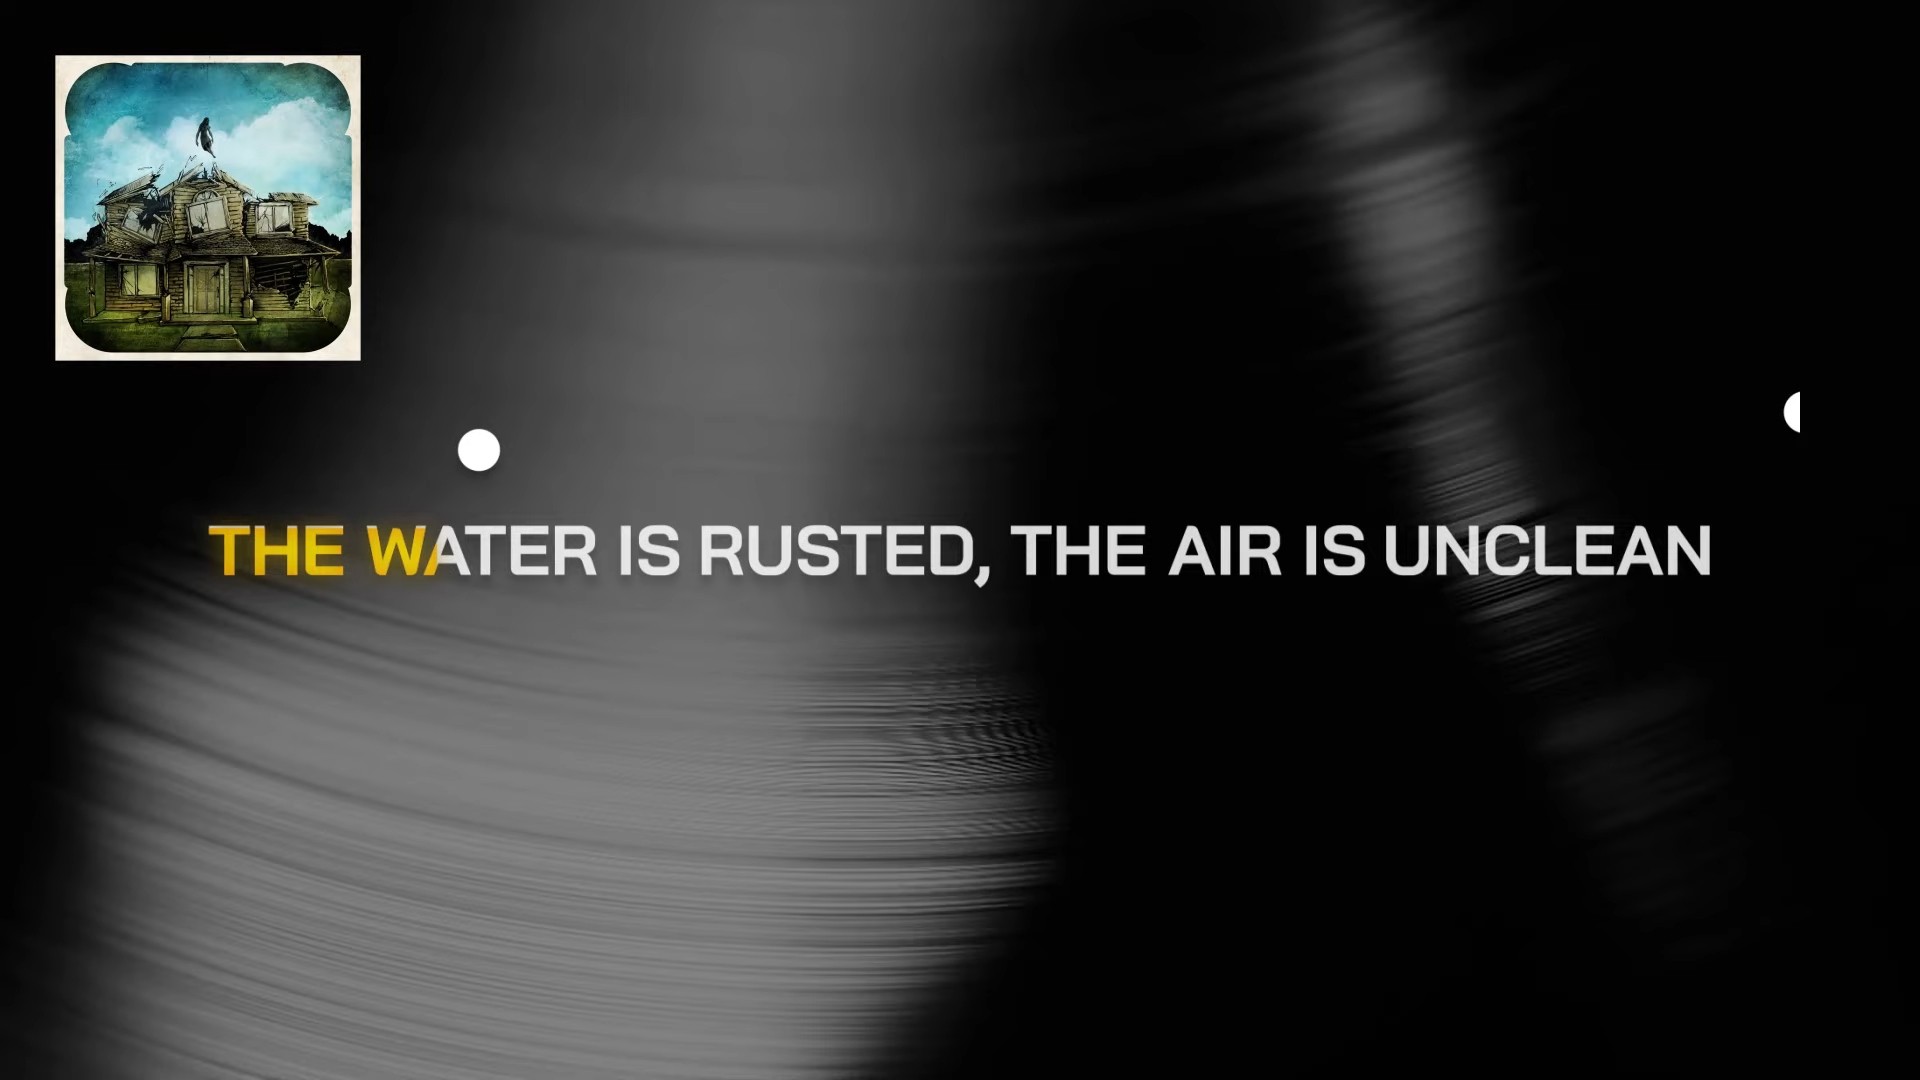 THE WATER IS RUSTED, THE AIR IS UNCLEAN